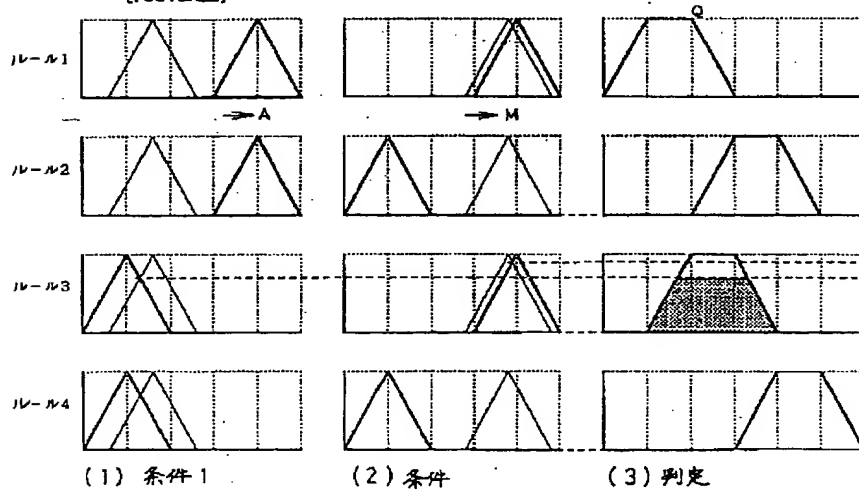 ルール1
Q
→ A
→ M
ルール2
ルール3
ルール4
(1) 条件1
(2) 条件
(3) 判定